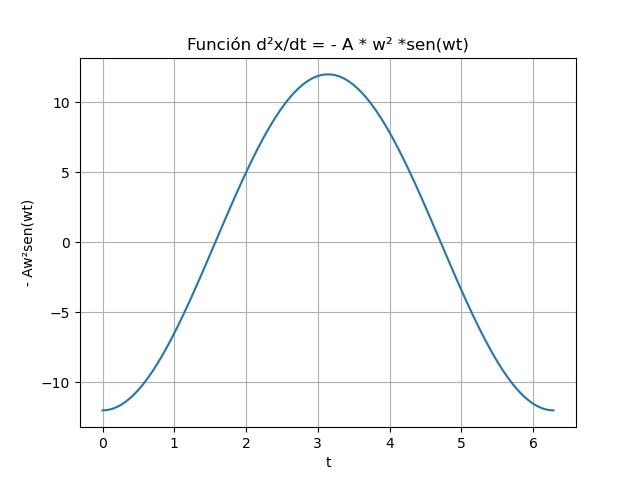 Función d²x/dt = - A * w² *sen(wt)
- Aw²sen(wt)
10
5
0
−5
−10
0 1 2 3 4 5 6
t